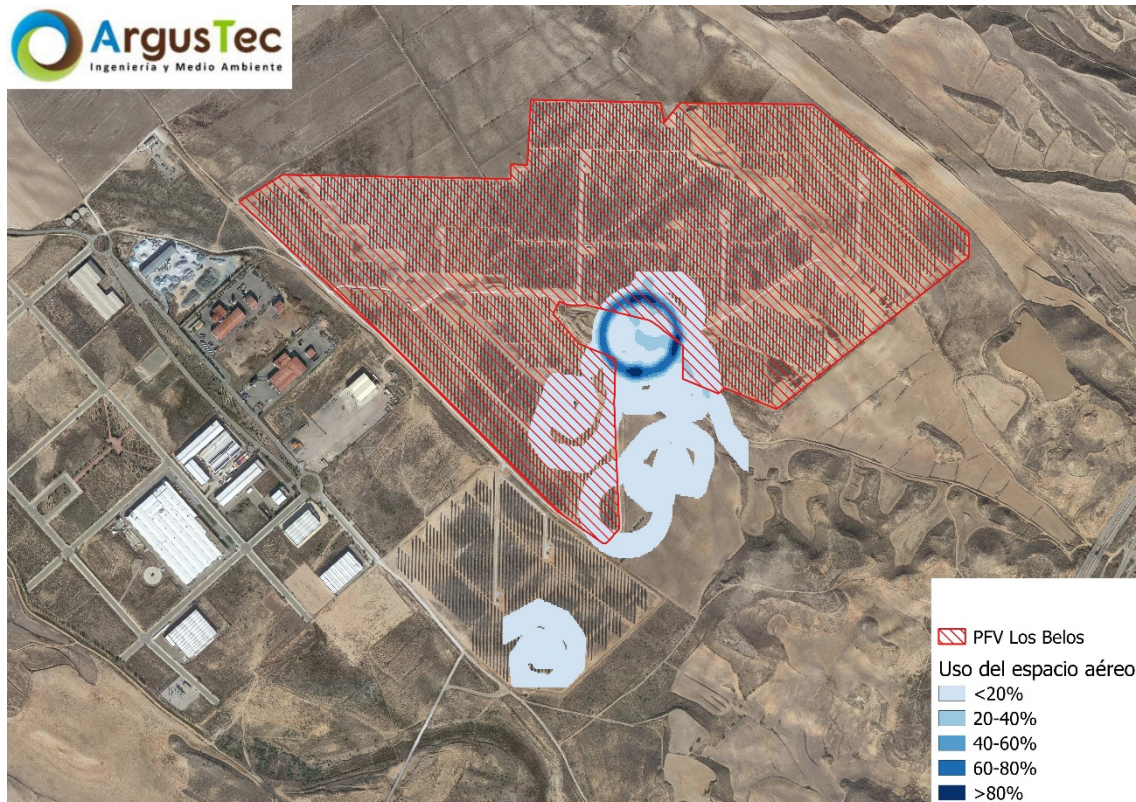 ArgusTec
Ingeniería y Medio Ambiente
PFV Los Belos
Uso del espacio aéreo
<20%
20-40%
40-60%
60-80%
>80%